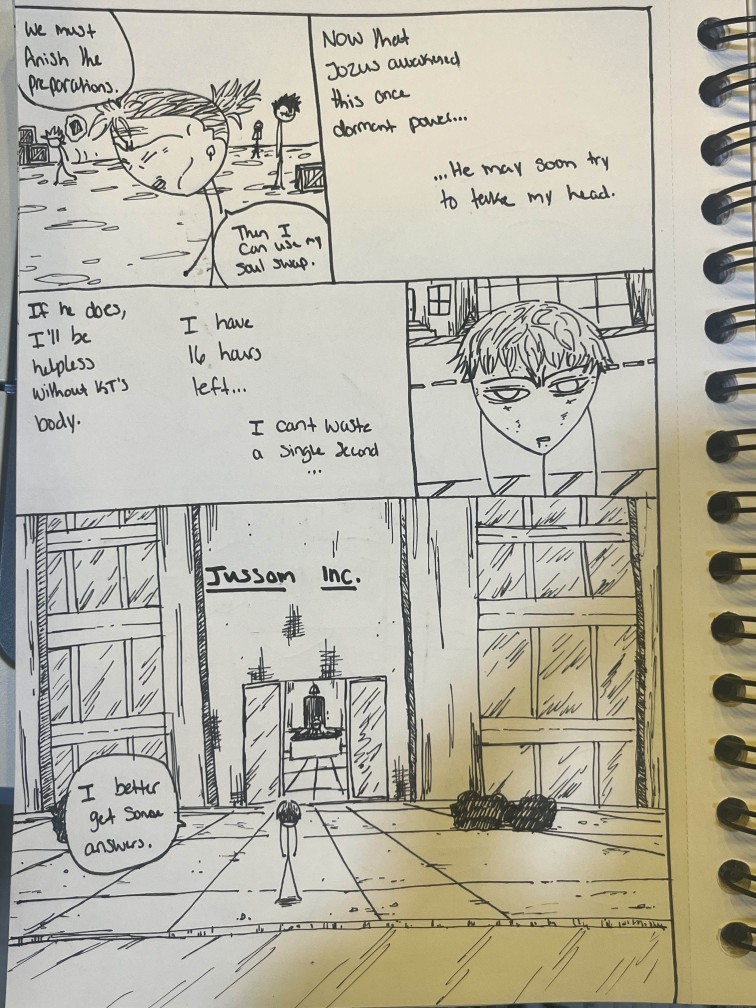 We must
finish the
preparations.
Then I
can use my
soul swap.
Now that
Jozus awakened
this once
dormant power...
...He may soon try
to take my head.
If he does,
I'll be
helpless
without KT's
body.
I have
16 hours
left...
I cant waste
a single second
...
Jussom Inc.
I better
get some
answers.